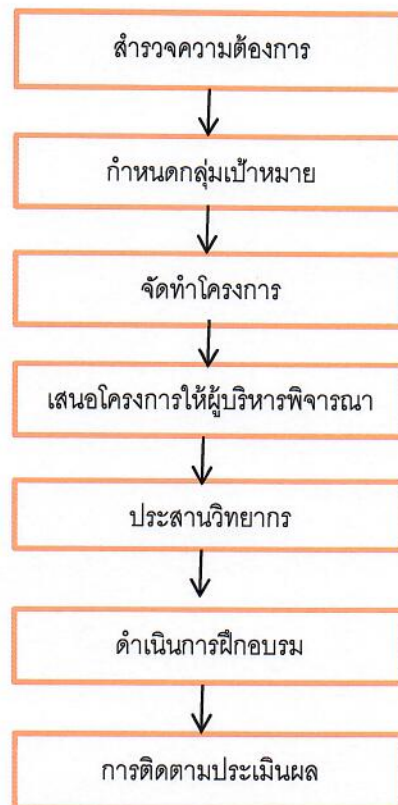 สำรวจความต้องการ
กำหนดกลุ่มเป้าหมาย
จัดทำโครงการ
เสนอโครงการให้ผู้บริหารพิจารณา
ประสานวิทยากร
ดำเนินการฝึกอบรม
การติดตามประเมินผล